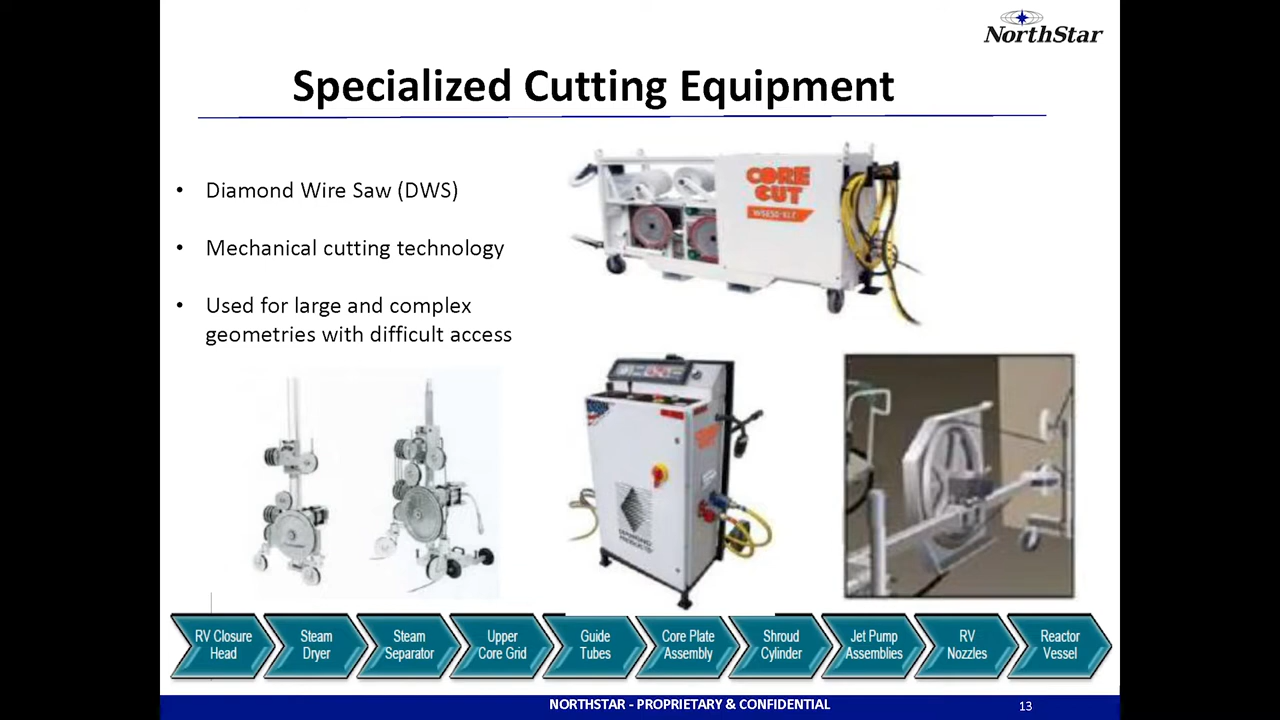 NorthStar
Specialized Cutting Equipment
• Diamond Wire Saw (DWS)
• Mechanical cutting technology
• Used for large and complex
geometries with difficult access
CORE
CUT
DIAMOND
PRODUCTS
RV Closure
Head
Steam
Dryer
Steam
Separator
Upper
Core Grid
Guide
Tubes
Core Plate
Assembly
Shroud
Cylinder
Jet Pump
Assemblies
RV
Nozzles
Reactor
Vessel
NORTHSTAR - PROPRIETARY & CONFIDENTIAL
13